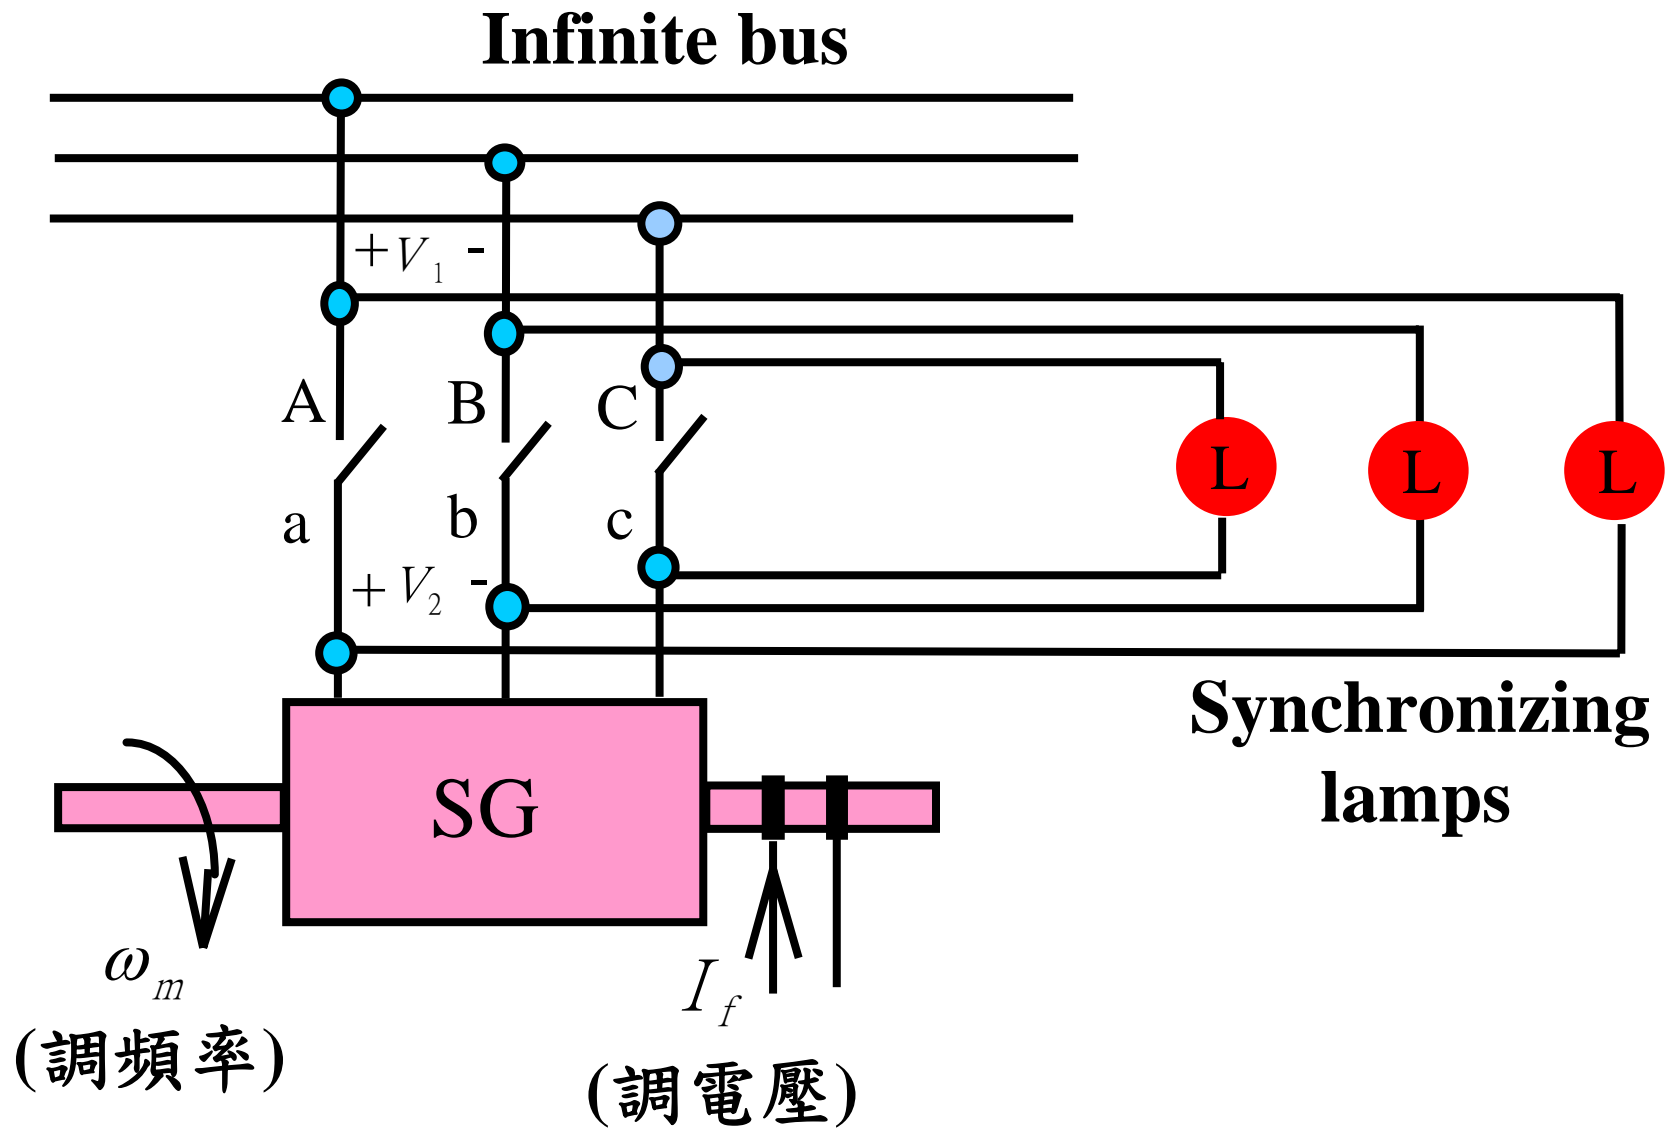 Infinite bus
+ V1 -
A B C
L L L
a b c
+ V2 -
Synchronizing
lamps
SG
ωm
If
(調頻率)
(調電壓)